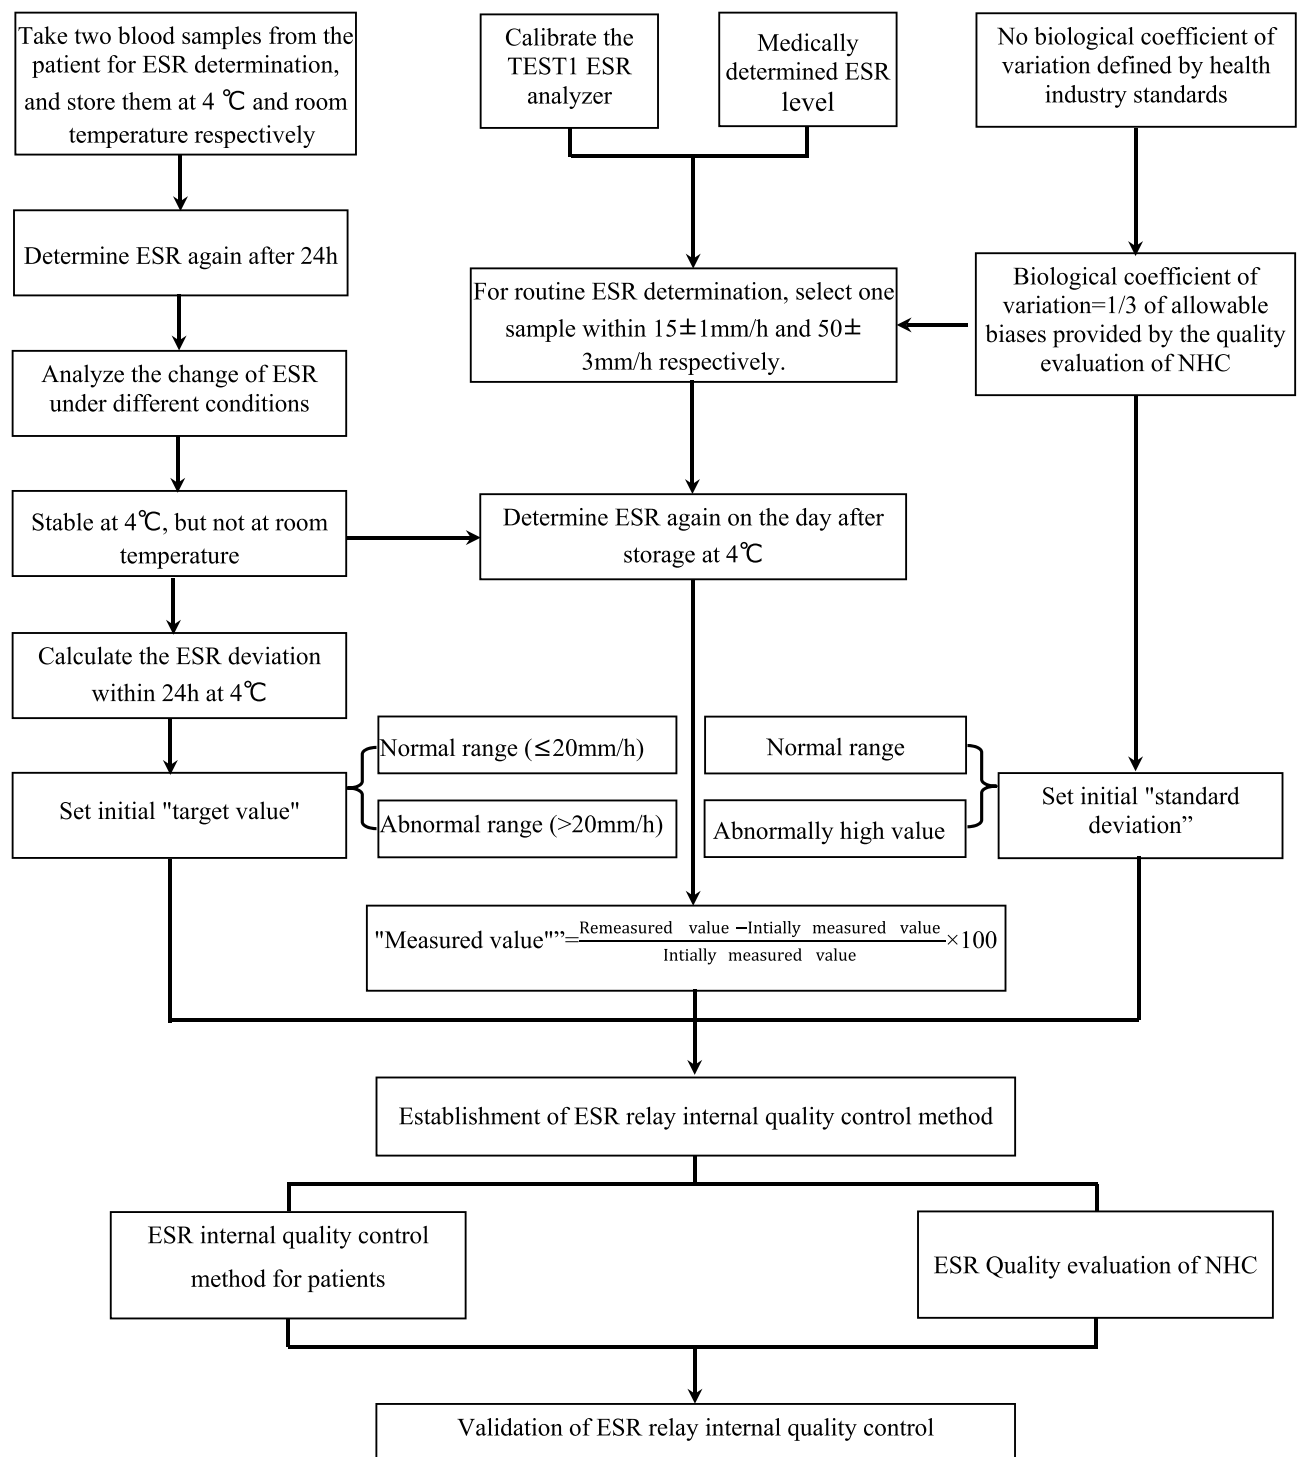 Take two blood samples from the
patient for ESR determination,
and store them at 4 ℃ and room
temperature respectively
Calibrate the
TEST1 ESR
analyzer
Medically
determined ESR
level
No biological coefficient of
variation defined by health
industry standards
Determine ESR again after 24h
For routine ESR determination, select one
sample within 15±1mm/h and 50±
3mm/h respectively.
Biological coefficient of
variation=1/3 of allowable
biases provided by the quality
evaluation of NHC
Analyze the change of ESR
under different conditions
Stable at 4℃, but not at room
temperature
Determine ESR again on the day after
storage at 4℃
Calculate the ESR deviation
within 24h at 4℃
Set initial "target value"
Normal range (≤20mm/h)
Abnormal range (>20mm/h)
Normal range
Abnormally high value
Set initial "standard
deviation”
"Measured value"”=
Remeasured value −Intially measured value
Intially measured value
×100
Establishment of ESR relay internal quality control method
ESR internal quality control
method for patients
ESR Quality evaluation of NHC
Validation of ESR relay internal quality control